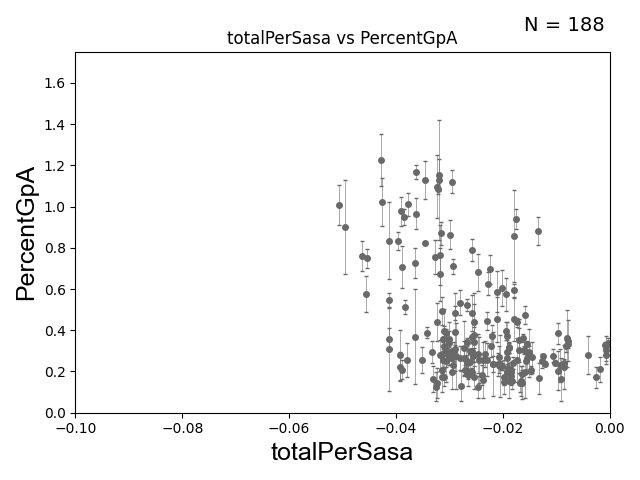 N = 188
totalPerSasa vs PercentGpA
PercentGpA
1.6
1.4
1.2
1.0
0.8
0.6
0.4
0.2
0.0
−0.10 −0.08 −0.06 −0.04 −0.02 0.00
totalPerSasa